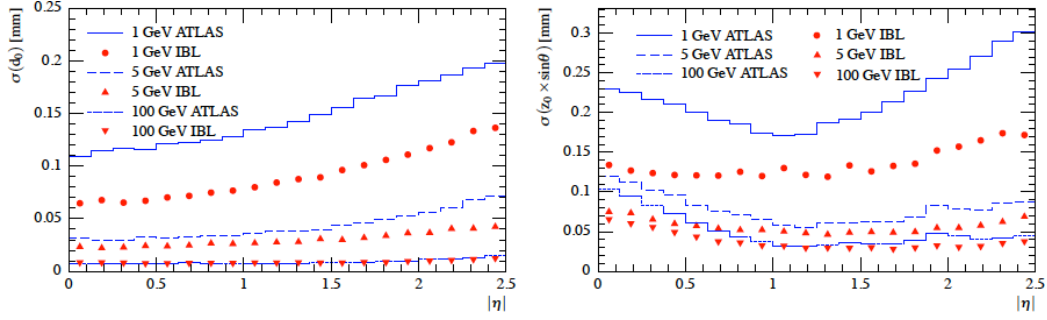 σ(d₀) [mm]
0.2
0.15
0.1
0.05
0
1 GeV ATLAS
1 GeV IBL
5 GeV ATLAS
5 GeV IBL
100 GeV ATLAS
100 GeV IBL
0 0.5 1 1.5 2 2.5
|η|
σ(z₀ × sinθ) [mm]
0.3
0.25
0.2
0.15
0.1
0.05
0
1 GeV ATLAS 1 GeV IBL
5 GeV ATLAS 5 GeV IBL
100 GeV ATLAS 100 GeV IBL
0 0.5 1 1.5 2 2.5
|η|